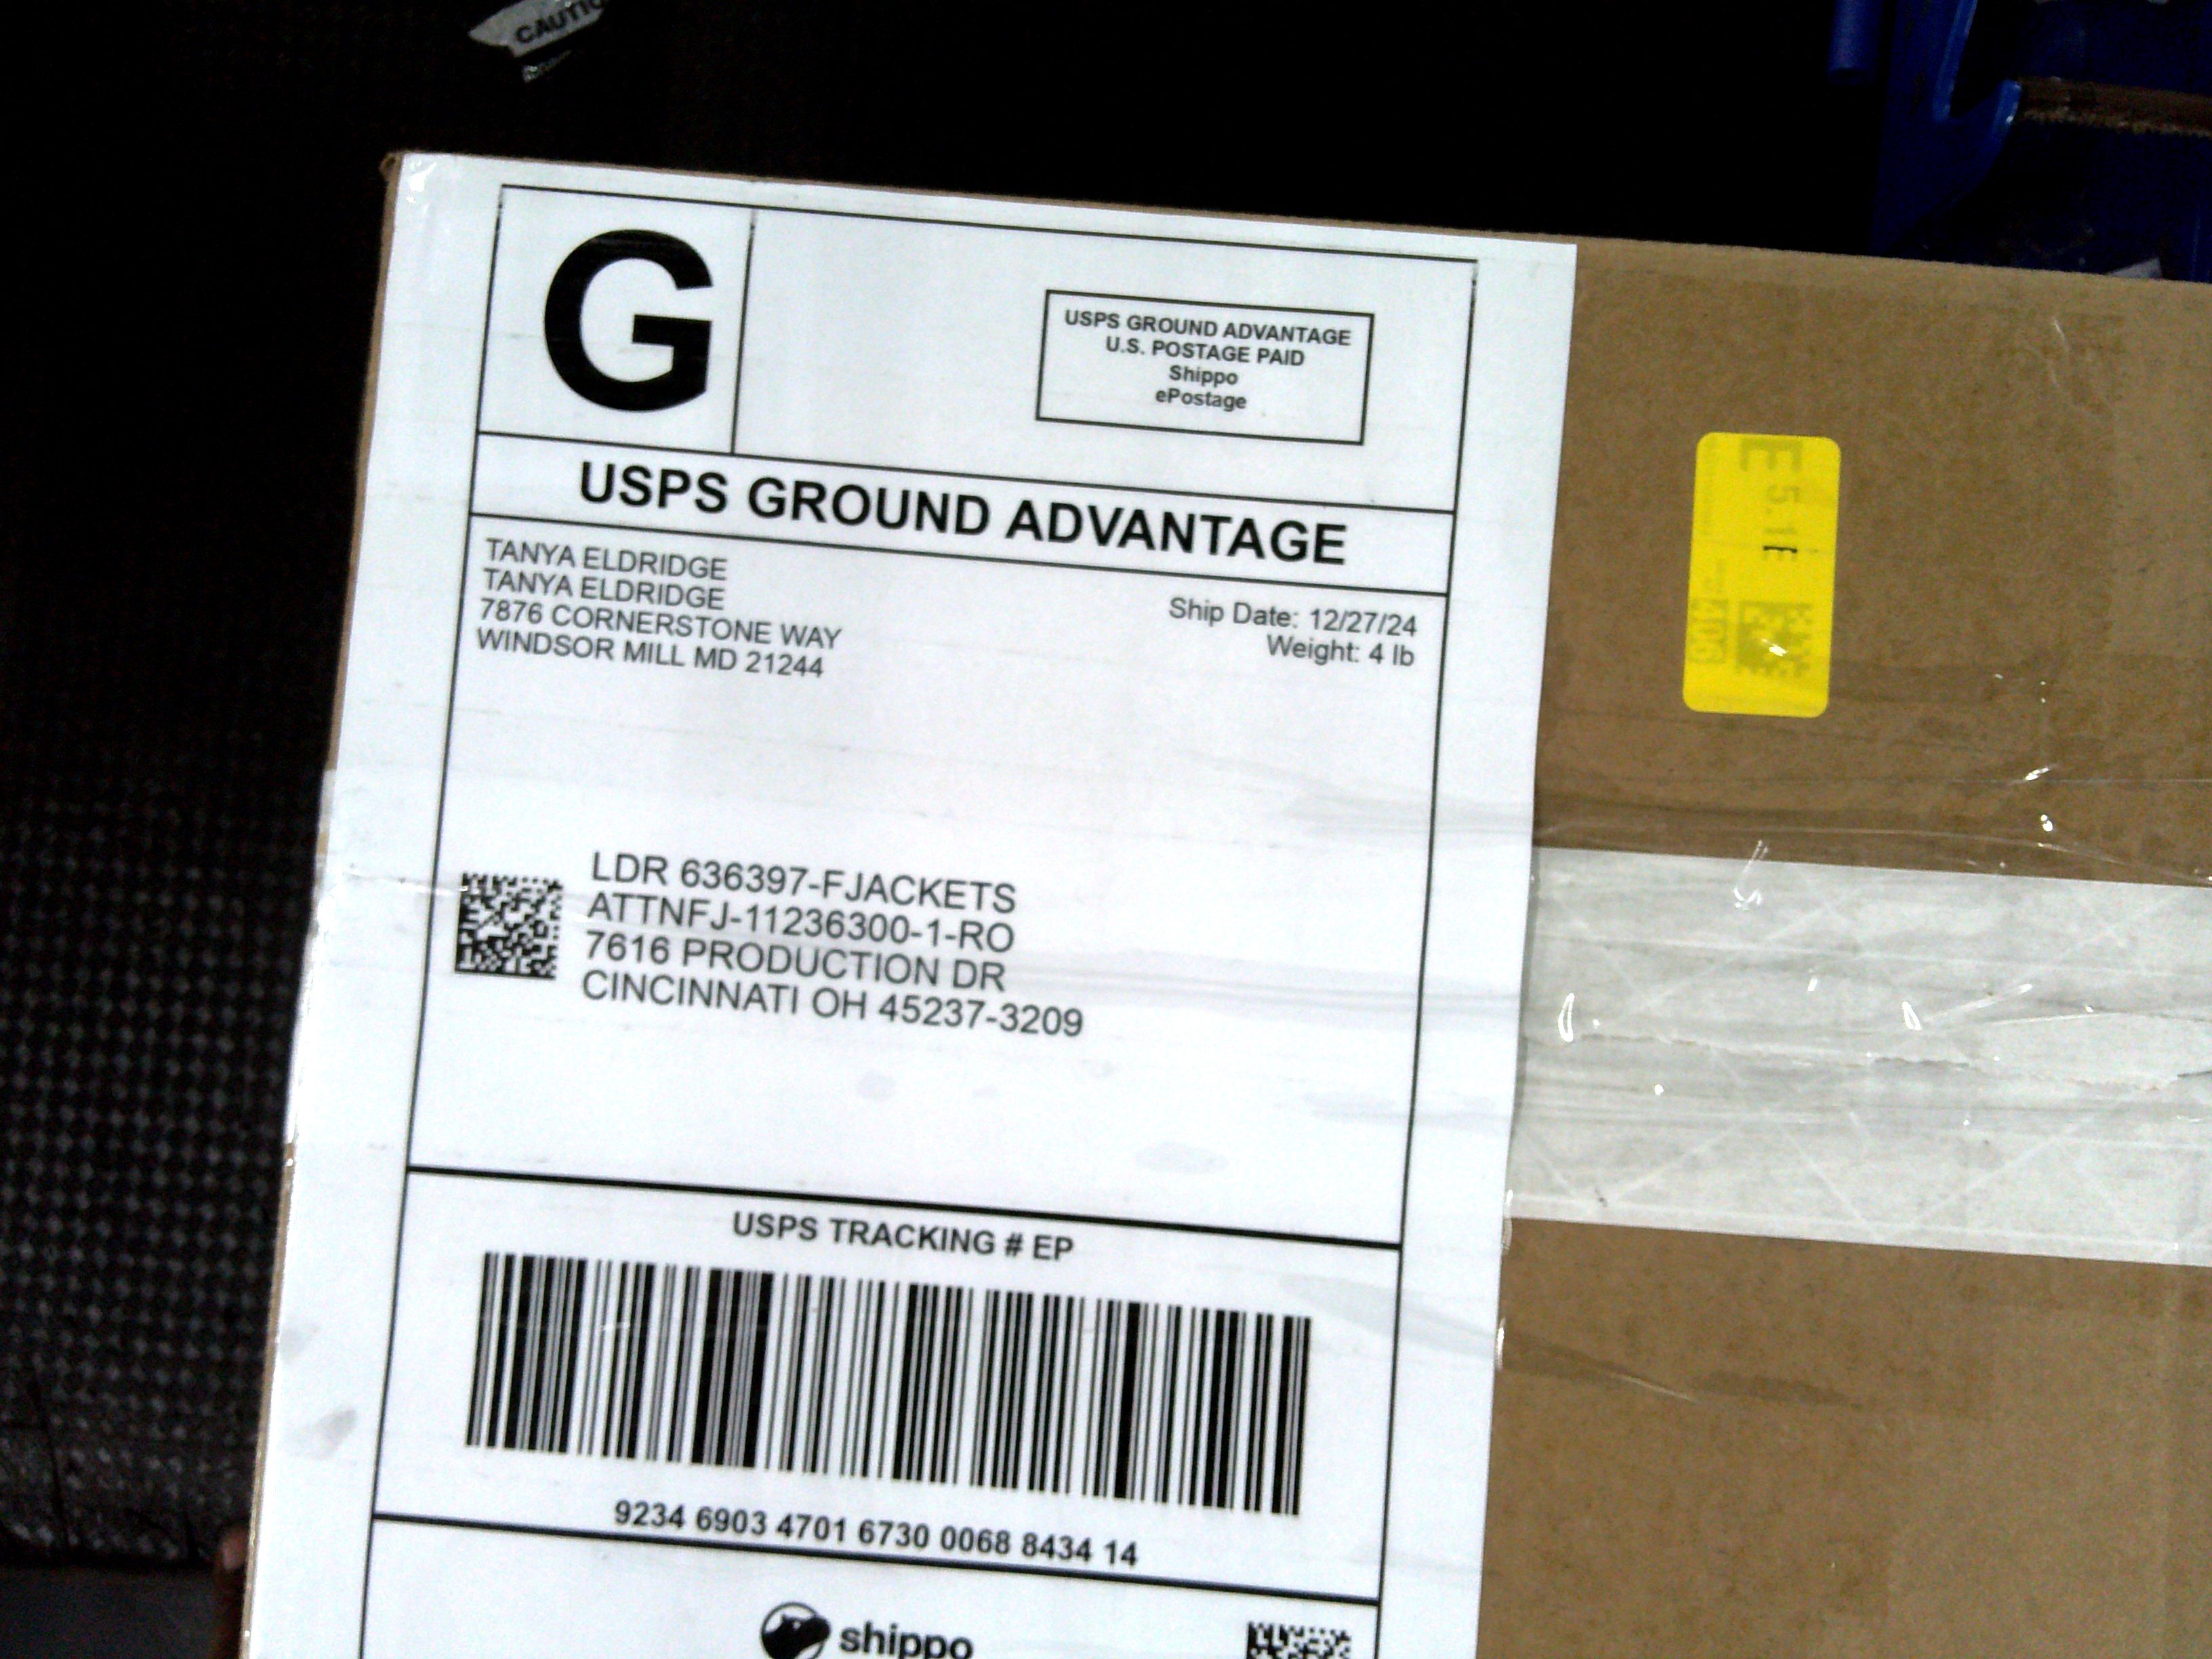 CAUTIO
G
USPS GROUND ADVANTAGE
U.S. POSTAGE PAID
Shippo
ePostage
USPS GROUND ADVANTAGE
TANYA ELDRIDGE
TANYA ELDRIDGE
7876 CORNERSTONE WAY
WINDSOR MILL MD 21244
Ship Date: 12/27/24
Weight: 4 lb
LDR 636397-FJACKETS
ATTNFJ-11236300-1-RO
7616 PRODUCTION DR
CINCINNATI OH 45237-3209
USPS TRACKING # EP
9234 6903 4701 6730 0068 8434 14
shippo
E 5.1E